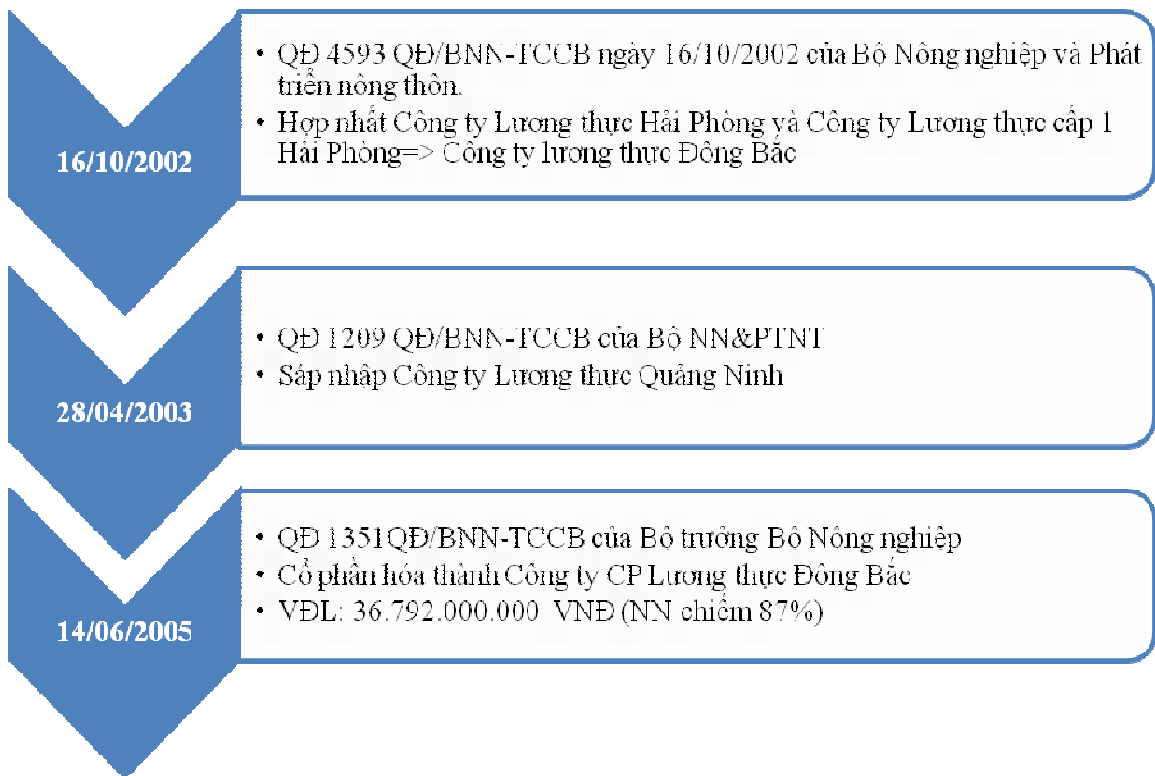 16/10/2002
• QĐ 4593 QĐ/BNN-TCCB ngày 16/10/2002 của Bộ Nông nghiệp và Phát
triển nông thôn.
• Hợp nhất Công ty Lương thực Hải Phòng và Công ty Lương thực cấp 1
Hải Phòng=> Công ty lương thực Đông Bắc
28/04/2003
• QĐ 1209 QĐ/BNN-TCCB của Bộ NN&PTNT
• Sáp nhập Công ty Lương thực Quảng Ninh
14/06/2005
• QĐ 1351QĐ/BNN-TCCB của Bộ trưởng Bộ Nông nghiệp
• Cổ phần hóa thành Công ty CP Lương thực Đông Bắc
• VĐL: 36.792.000.000 VNĐ (NN chiếm 87%)